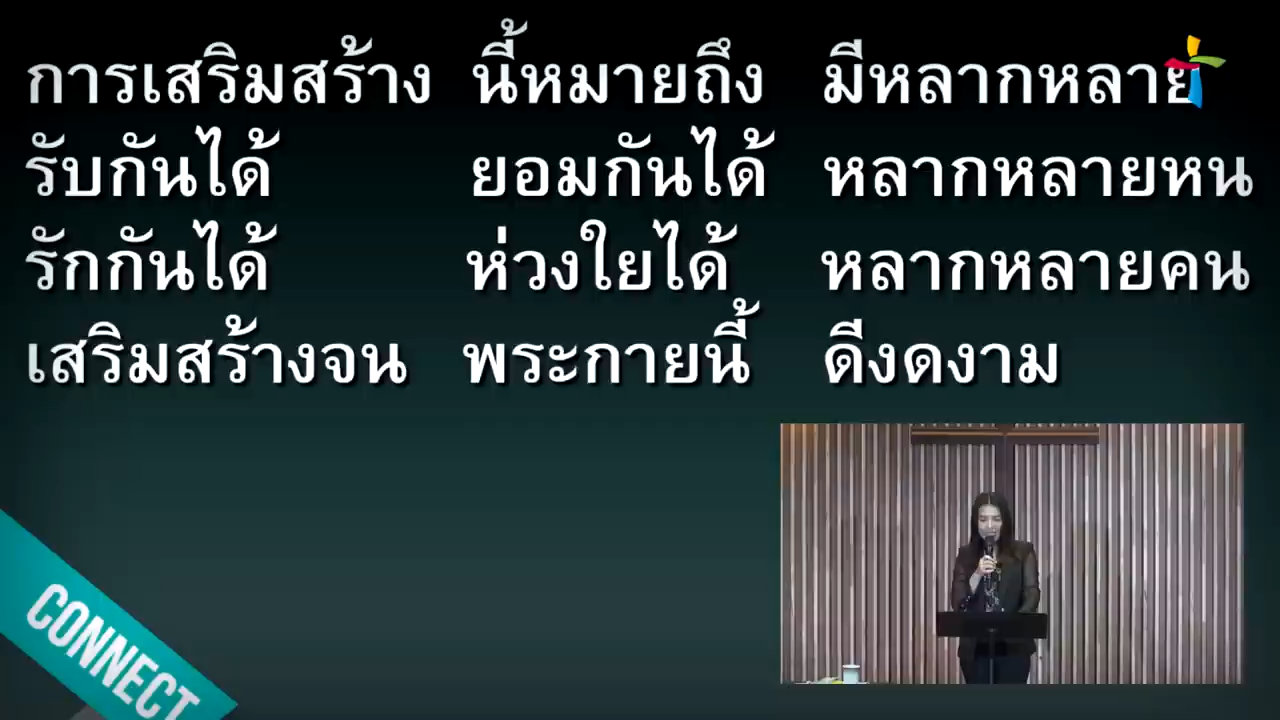 การเสริมสร้าง นี้หมายถึง มีหลากหลาย
รับกันได้ ยอมกันได้ หลากหลายหน
รักกันได้ ห่วงใยได้ หลากหลายคน
เสริมสร้างจน พระกายนี้ ดีงดงาม
CONNECT